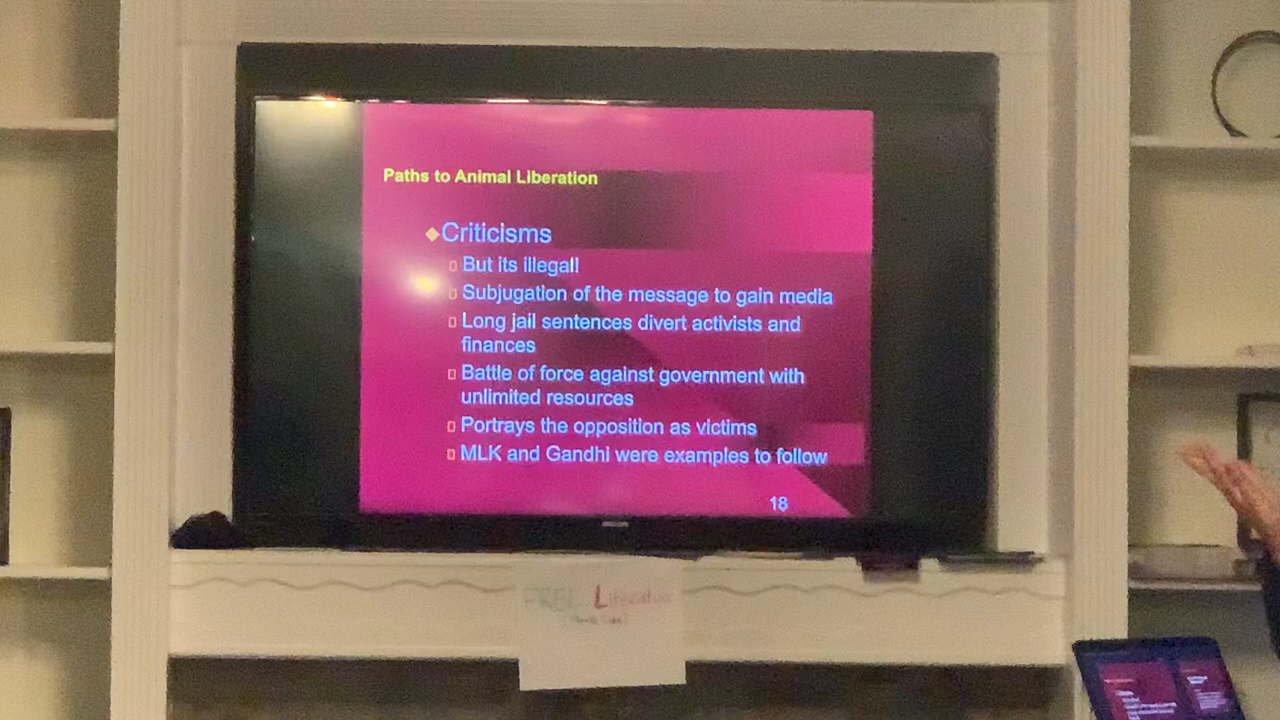 Paths to Animal Liberation
◆Criticisms
But its illegal!
Subjugation of the message to gain media
Long jail sentences divert activists and
finances
Battle of force against government with
unlimited resources
Portrays the opposition as victims
MLK and Gandhi were examples to follow
18
FREE Literature